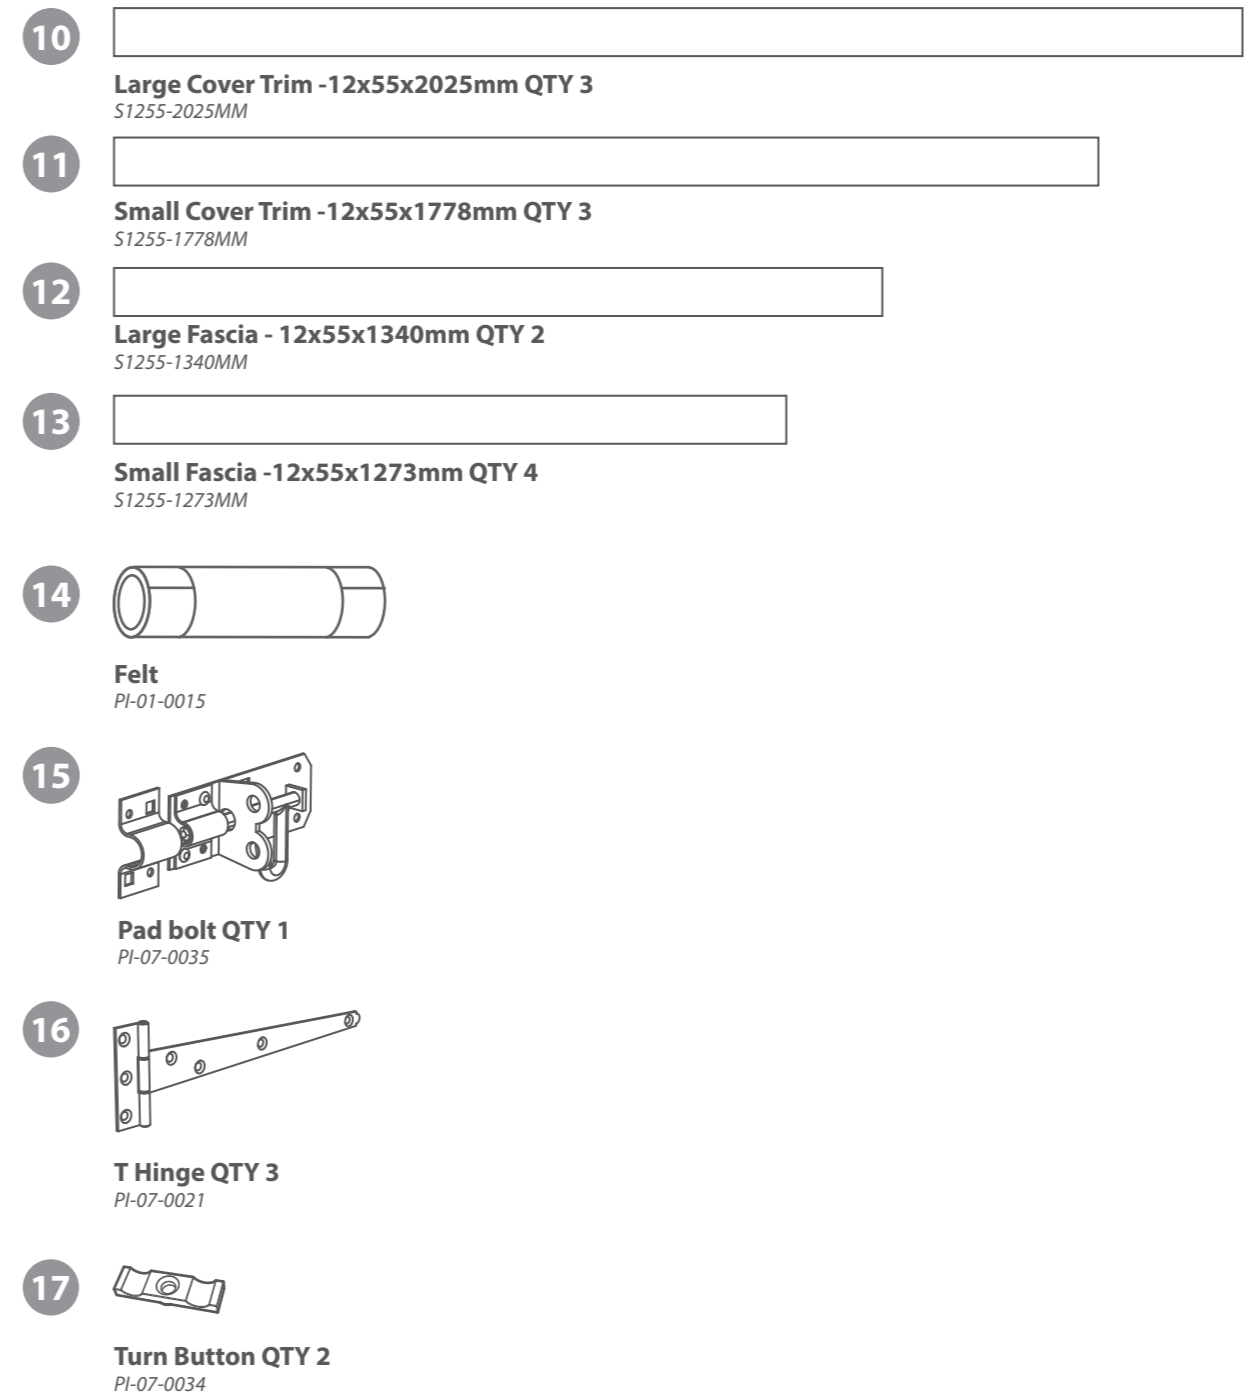 10
Large Cover Trim -12x55x2025mm QTY 3
S1255-2025MM
11
Small Cover Trim -12x55x1778mm QTY 3
S1255-1778MM
12
Large Fascia - 12x55x1340mm QTY 2
S1255-1340MM
13
Small Fascia -12x55x1273mm QTY 4
S1255-1273MM
14
Felt
PI-01-0015
15
Pad bolt QTY 1
PI-07-0035
16
T Hinge QTY 3
PI-07-0021
17
Turn Button QTY 2
PI-07-0034